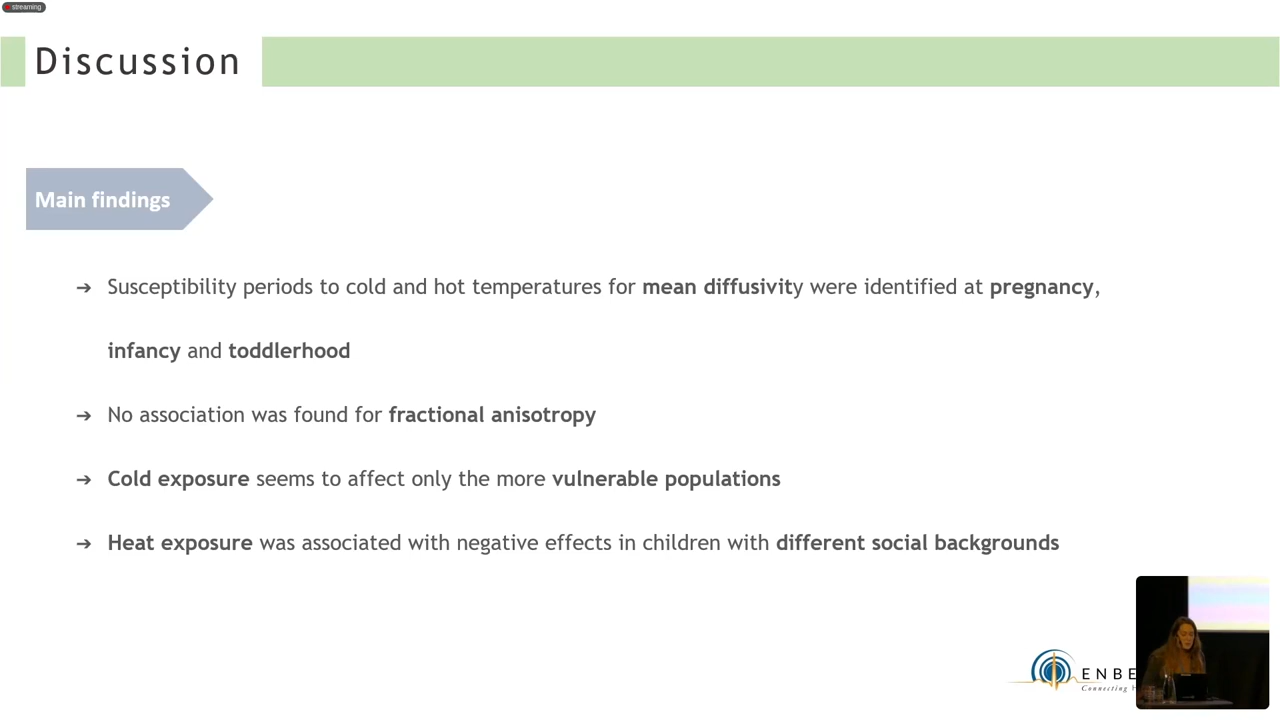 streaming
Discussion
Main findings
➔ Susceptibility periods to cold and hot temperatures for mean diffusivity were identified at pregnancy,
infancy and toddlerhood
➔ No association was found for fractional anisotropy
➔ Cold exposure seems to affect only the more vulnerable populations
➔ Heat exposure was associated with negative effects in children with different social backgrounds
ENBE
Connecting